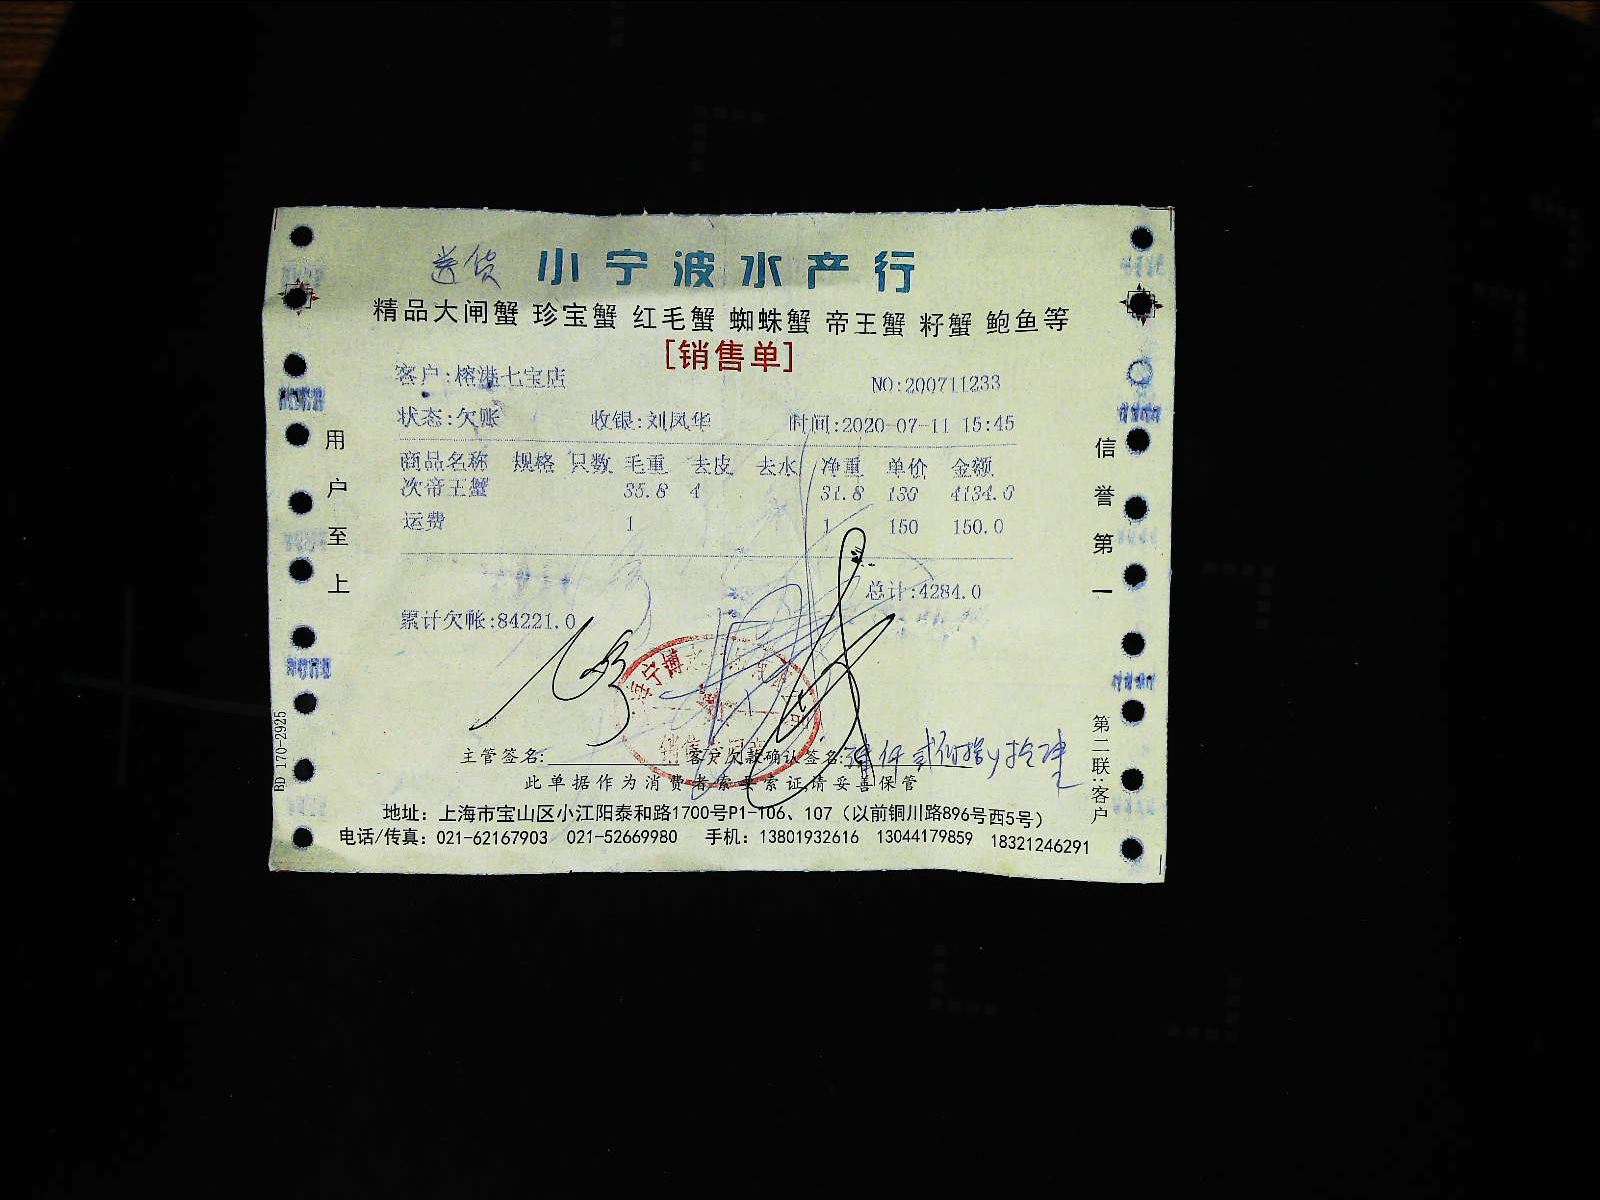 送货 小宁波水产行
精品大闸蟹 珍宝蟹 红毛蟹 蜘蛛蟹 帝王蟹 籽蟹 鲍鱼等
[销售单]
客户:榕港七宝店 NO:200711233
状态:欠账 收银:刘凤华 时间:2020-07-11 15:45
商品名称 规格 只数 毛重 去皮 去水 净重 单价 金额
次帝王蟹 35.8 4 31.8 130 4134.0
运费 1 1 150 150.0
总计:4284.0
累计欠帐:84221.0
主管签名: 客户欠款确认签名:
此单据作为消费者索要索证,请妥善保管
地址：上海市宝山区小江阳泰和路1700号P1-106、107（以前铜川路896号西5号）
电话/传真：021-62167903 021-52669980 手机：13801932616 13044179859 18321246291
用户至上
信誉第一
第二联:客户
BD 170-2925